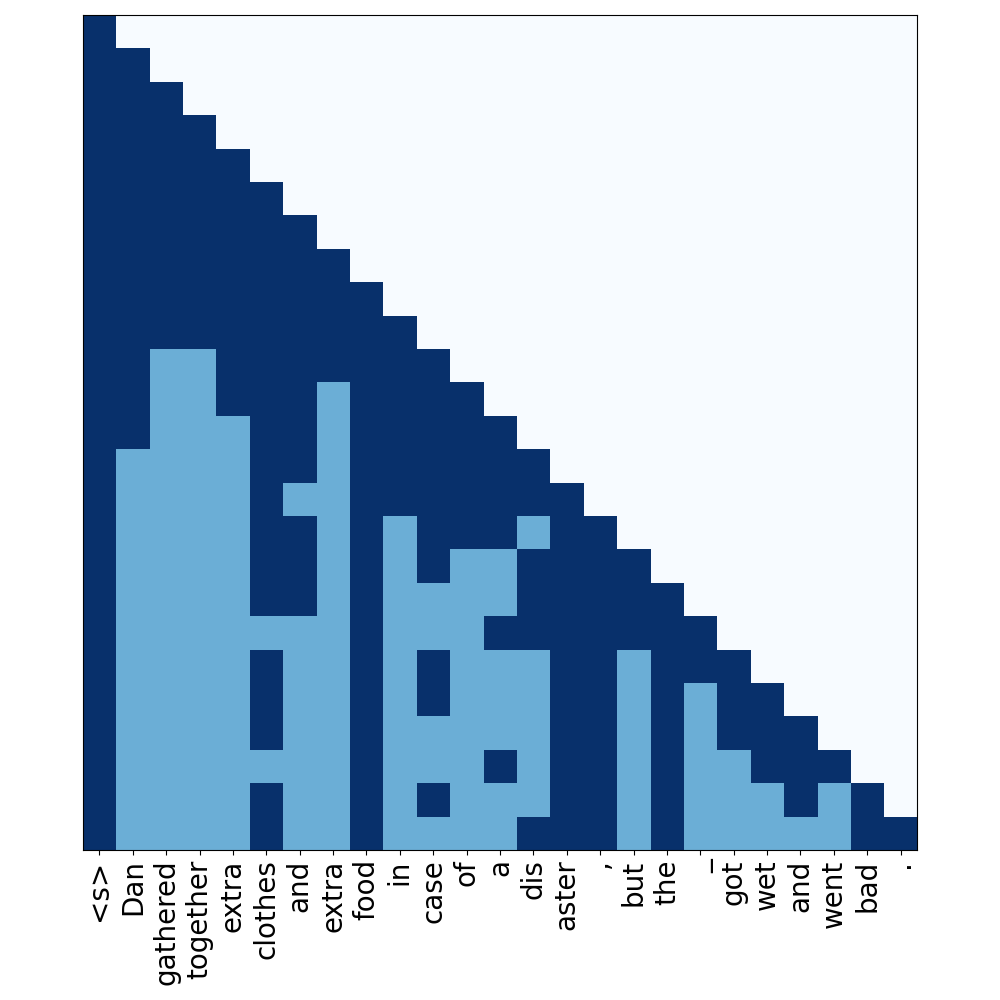 <s> Dan gathered together extra clothes and extra food in case of a dis aster , but the _ got wet and went bad .